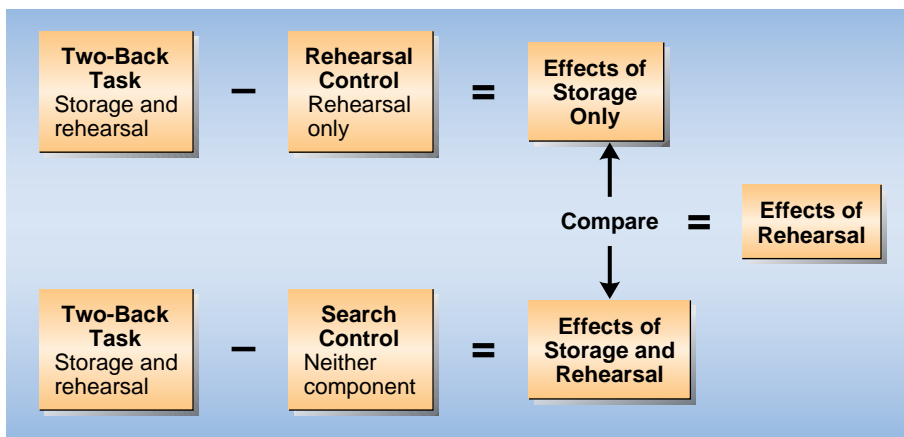 Two-Back
Task
Storage and
rehearsal
–
Rehearsal
Control
Rehearsal
only
=
Effects of
Storage
Only
Compare
=
Effects of
Rehearsal
Two-Back
Task
Storage and
rehearsal
–
Search
Control
Neither
component
=
Effects of
Storage and
Rehearsal